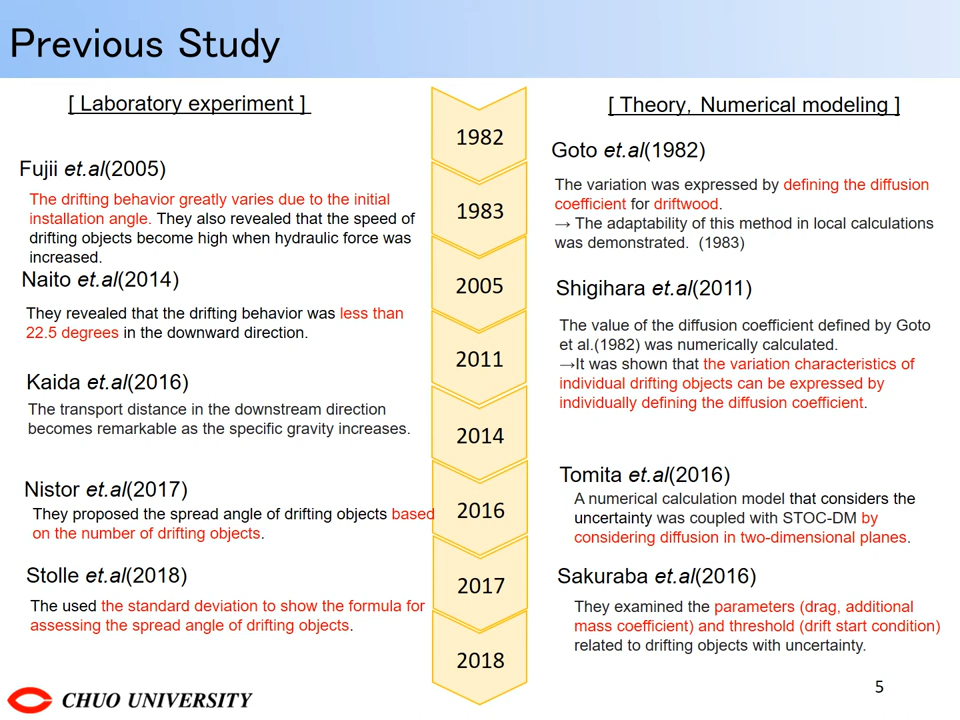 Previous Study
[ Laboratory experiment ]
Fujii et.al(2005)
The drifting behavior greatly varies due to the initial
installation angle. They also revealed that the speed of
drifting objects become high when hydraulic force was
increased.
Naito et.al(2014)
They revealed that the drifting behavior was less than
22.5 degrees in the downward direction.
Kaida et.al(2016)
The transport distance in the downstream direction
becomes remarkable as the specific gravity increases.
Nistor et.al(2017)
They proposed the spread angle of drifting objects based
on the number of drifting objects.
Stolle et.al(2018)
The used the standard deviation to show the formula for
assessing the spread angle of drifting objects.
1982
1983
2005
2011
2014
2016
2017
2018
[ Theory, Numerical modeling ]
Goto et.al(1982)
The variation was expressed by defining the diffusion
coefficient for driftwood.
→ The adaptability of this method in local calculations
was demonstrated. (1983)
Shigihara et.al(2011)
The value of the diffusion coefficient defined by Goto
et al.(1982) was numerically calculated.
→It was shown that the variation characteristics of
individual drifting objects can be expressed by
individually defining the diffusion coefficient.
Tomita et.al(2016)
A numerical calculation model that considers the
uncertainty was coupled with STOC-DM by
considering diffusion in two-dimensional planes.
Sakuraba et.al(2016)
They examined the parameters (drag, additional
mass coefficient) and threshold (drift start condition)
related to drifting objects with uncertainty.
CHUO UNIVERSITY
5